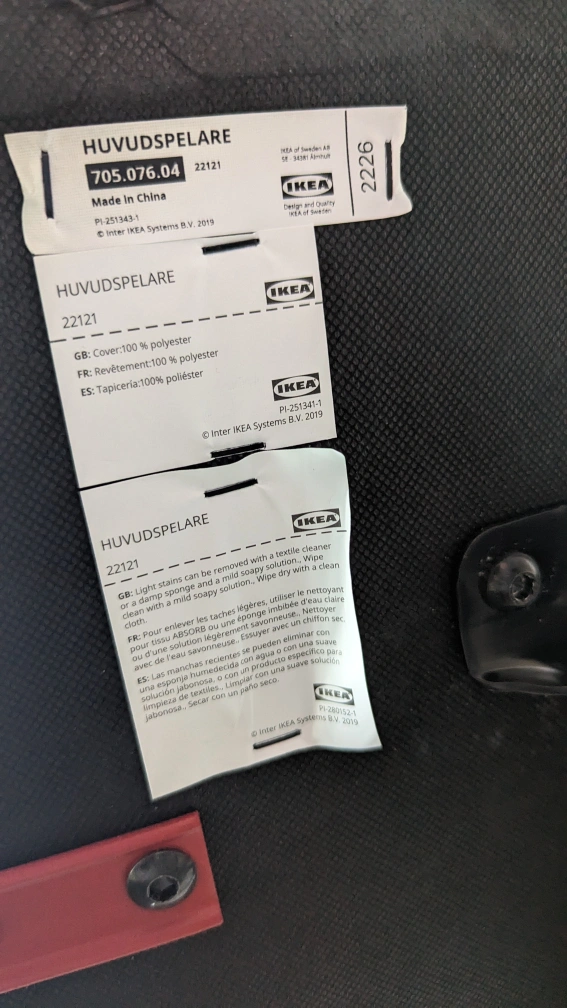 HUVUDSPELARE
705.076.04 22121
Made in China
PI-251343-1
© Inter IKEA Systems B.V. 2019
IKEA of Sweden AB
SE - 34381 Älmhult
IKEA
Design and Quality
IKEA of Sweden
2226
HUVUDSPELARE
22121
IKEA
GB: Cover:100 % polyester
FR: Revêtement:100 % polyester
ES: Tapicería:100% poliéster
IKEA
PI-251341-1
© Inter IKEA Systems B.V. 2019
HUVUDSPELARE
22121
IKEA
GB: Light stains can be removed with a textile cleaner
or a damp sponge and a mild soapy solution., Wipe
clean with a mild soapy solution., Wipe dry with a clean
cloth.
FR: Pour enlever les taches légères, utiliser le nettoyant
pour tissu ABSORB ou une éponge imbibée d'eau claire
ou d'une solution légèrement savonneuse., Nettoyer
avec de l'eau savonneuse., Essuyer avec un chiffon sec.
ES: Las manchas recientes se pueden eliminar con
una esponja humedecida con agua o con una suave
solución jabonosa, o con un producto específico para
limpieza de textiles., Limpiar con una suave solución
jabonosa., Secar con un paño seco.
IKEA
PI-280152-1
© Inter IKEA Systems B.V. 2019